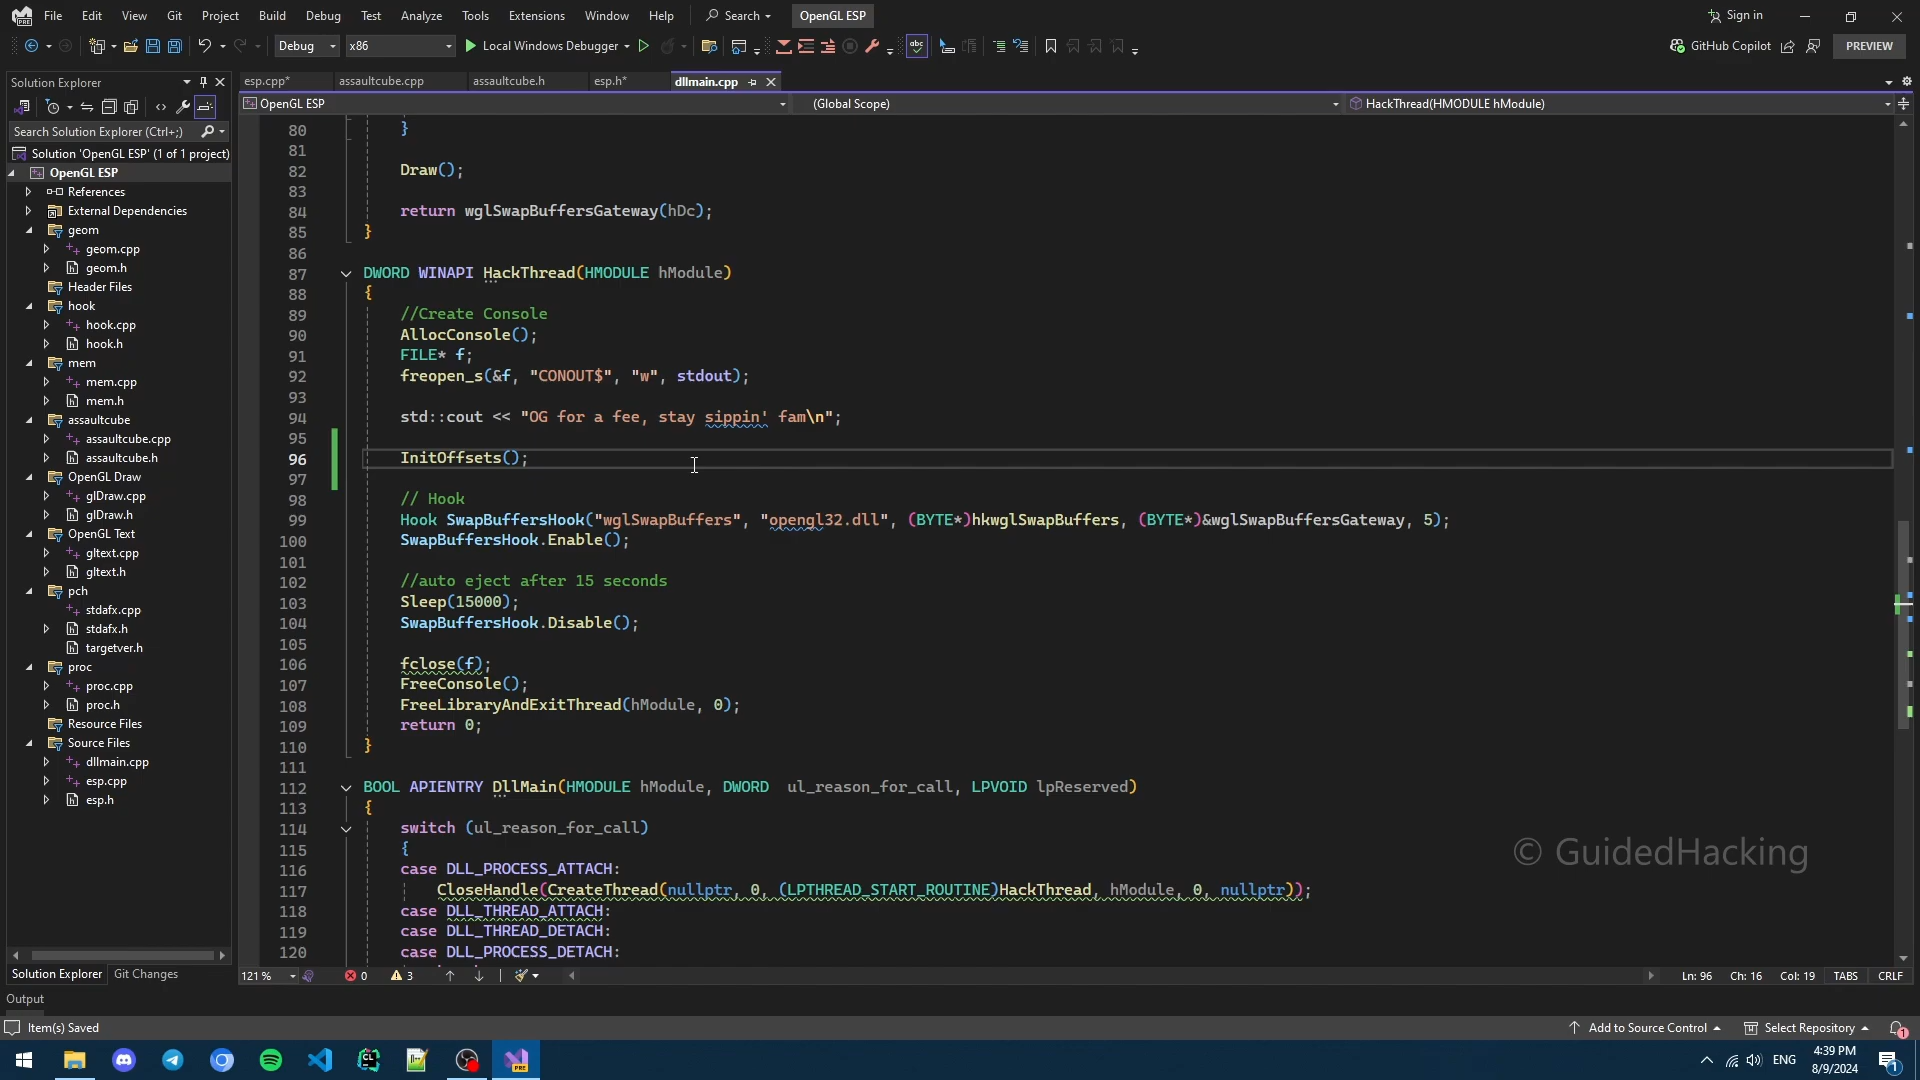 File Edit View Git Project Build Debug Test Analyze Tools Extensions Window Help Search OpenGL ESP Sign in
Debug x86 Local Windows Debugger GitHub Copilot PREVIEW
Solution Explorer
esp.cpp* assaultcube.cpp assaultcube.h esp.h* dllmain.cpp
OpenGL ESP (Global Scope) HackThread(HMODULE hModule)
Search Solution Explorer (Ctrl+;)
Solution 'OpenGL ESP' (1 of 1 project)
OpenGL ESP
References
External Dependencies
geom
geom.cpp
geom.h
Header Files
hook
hook.cpp
hook.h
mem
mem.cpp
mem.h
assaultcube
assaultcube.cpp
assaultcube.h
OpenGL Draw
glDraw.cpp
glDraw.h
OpenGL Text
gltext.cpp
gltext.h
pch
stdafx.cpp
stdafx.h
targetver.h
proc
proc.cpp
proc.h
Resource Files
Source Files
dllmain.cpp
esp.cpp
esp.h
80 }
81
82 Draw();
83
84 return wglSwapBuffersGateway(hDc);
85 }
86
87 DWORD WINAPI HackThread(HMODULE hModule)
88 {
89 //Create Console
90 AllocConsole();
91 FILE* f;
92 freopen_s(&f, "CONOUT$", "w", stdout);
93
94 std::cout << "OG for a fee, stay sippin' fam\n";
95
96 InitOffsets();
97
98 // Hook
99 Hook SwapBuffersHook("wglSwapBuffers", "opengl32.dll", (BYTE*)hkwglSwapBuffers, (BYTE*)&wglSwapBuffersGateway, 5);
100 SwapBuffersHook.Enable();
101
102 //auto eject after 15 seconds
103 Sleep(15000);
104 SwapBuffersHook.Disable();
105
106 fclose(f);
107 FreeConsole();
108 FreeLibraryAndExitThread(hModule, 0);
109 return 0;
110 }
111
112 BOOL APIENTRY DllMain(HMODULE hModule, DWORD ul_reason_for_call, LPVOID lpReserved)
113 {
114 switch (ul_reason_for_call)
115 {
116 case DLL_PROCESS_ATTACH:
117 CloseHandle(CreateThread(nullptr, 0, (LPTHREAD_START_ROUTINE)HackThread, hModule, 0, nullptr));
118 case DLL_THREAD_ATTACH:
119 case DLL_THREAD_DETACH:
120 case DLL_PROCESS_DETACH:
© GuidedHacking
Solution Explorer Git Changes
121 % 0 3 Ln: 96 Ch: 16 Col: 19 TABS CRLF
Output
Item(s) Saved Add to Source Control Select Repository 1
ENG 4:39 PM
8/9/2024 1